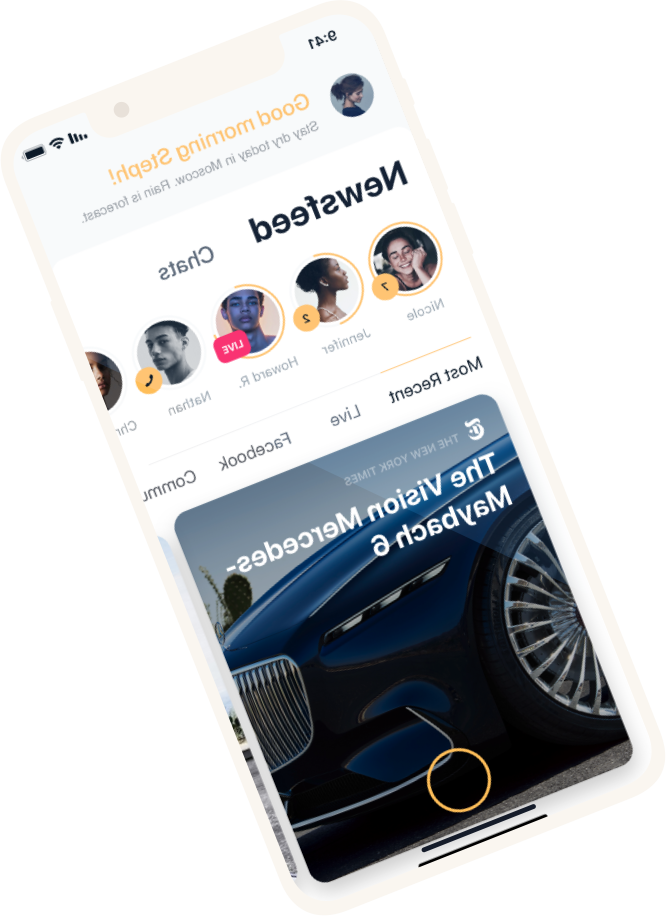 9:41
Good morning Steph!
Stay dry today in Moscow. Rain is forecast.
Newsfeed
Chats
7
2
LIVE
Nicole
Jennifer
Howard R.
Nathan
Chr
Most Recent
Live
Facebook
Commu
T
THE NEW YORK TIMES
The Vision Mercedes-
Maybach 6